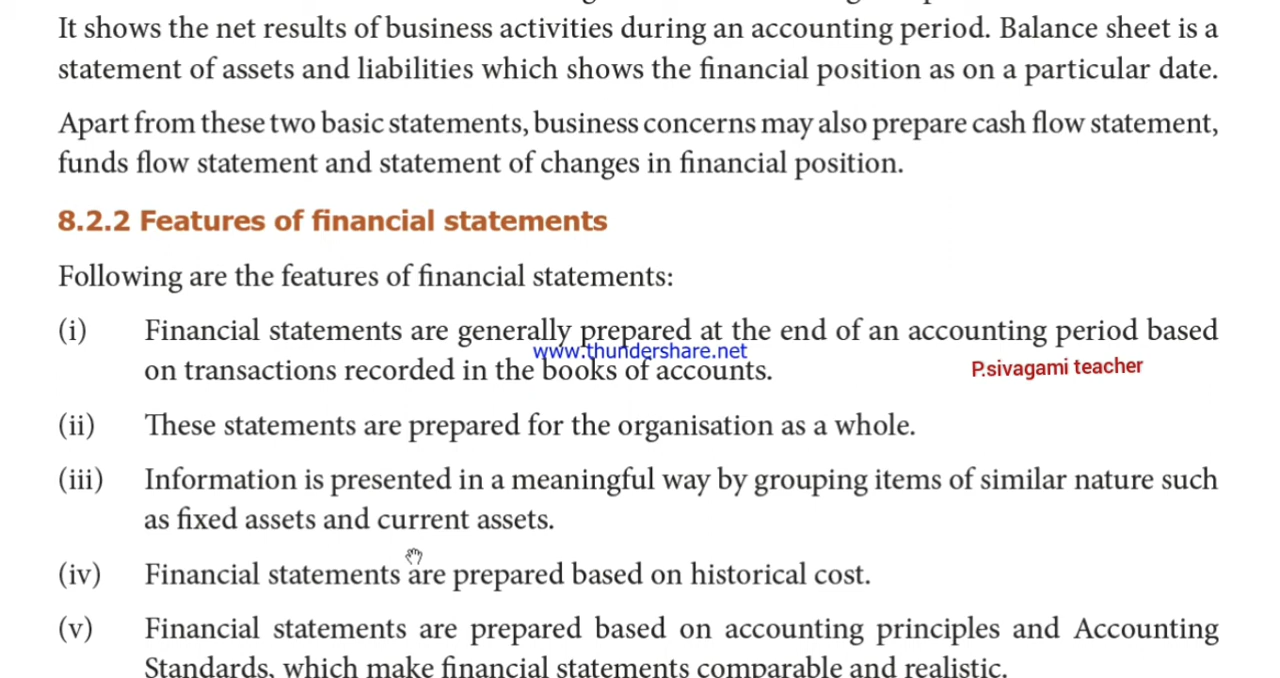 It shows the net results of business activities during an accounting period. Balance sheet is a
statement of assets and liabilities which shows the financial position as on a particular date.
Apart from these two basic statements, business concerns may also prepare cash flow statement,
funds flow statement and statement of changes in financial position.
8.2.2 Features of financial statements
Following are the features of financial statements:
(i) Financial statements are generally prepared at the end of an accounting period based
www.thundershare.net
on transactions recorded in the books of accounts.
P.sivagami teacher
(ii) These statements are prepared for the organisation as a whole.
(iii) Information is presented in a meaningful way by grouping items of similar nature such
as fixed assets and current assets.
(iv) Financial statements are prepared based on historical cost.
(v) Financial statements are prepared based on accounting principles and Accounting
Standards, which make financial statements comparable and realistic.